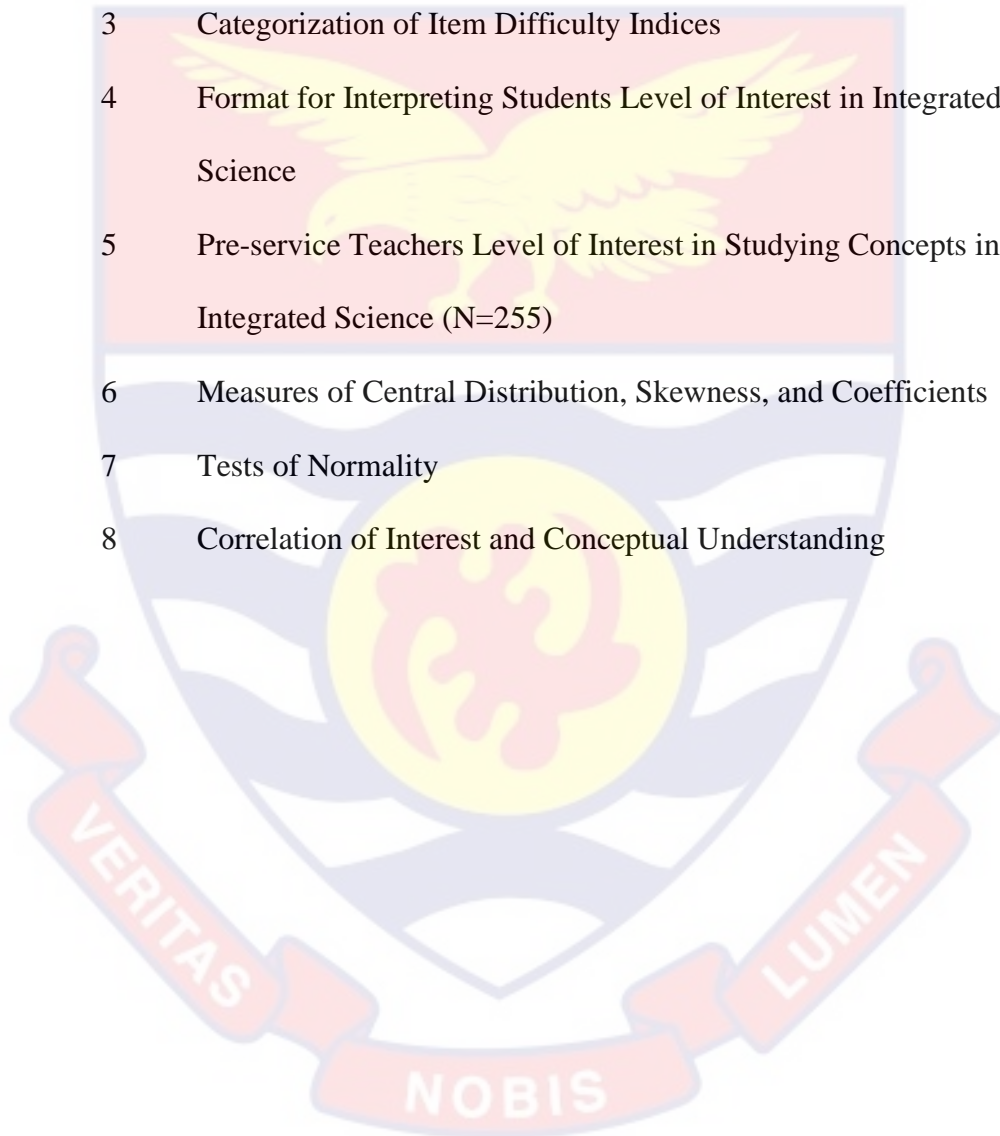 3 Categorization of Item Difficulty Indices
4 Format for Interpreting Students Level of Interest in Integrated
Science
5 Pre-service Teachers Level of Interest in Studying Concepts in
Integrated Science (N=255)
6 Measures of Central Distribution, Skewness, and Coefficients
7 Tests of Normality
8 Correlation of Interest and Conceptual Understanding
VERITAS
NOBIS
LUMEN